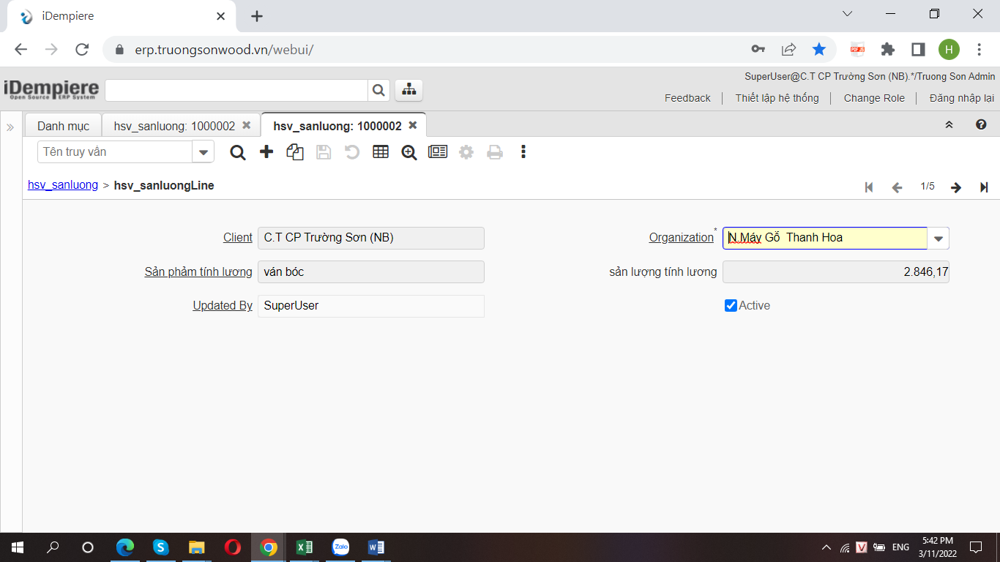 iDempiere
erp.truongsonwood.vn/webui/
H
iDempiere
Open Source ERP System
SuperUser@C.T CP Trường Sơn (NB).*/Truong Son Admin
Feedback
Thiết lập hệ thống
Change Role
Đăng nhập lại
Danh mục
hsv_sanluong: 1000002
hsv_sanluong: 1000002
Tên truy vấn
hsv_sanluong > hsv_sanluongLine
1/5
Client
C.T CP Trường Sơn (NB)
Organization*
N.Máy Gỗ  Thanh Hoa
Sản phẩm tính lương
ván bóc
sản lượng tính lương
2.846,17
Updated By
SuperUser
Active
Zalo
ENG
5:42 PM
3/11/2022